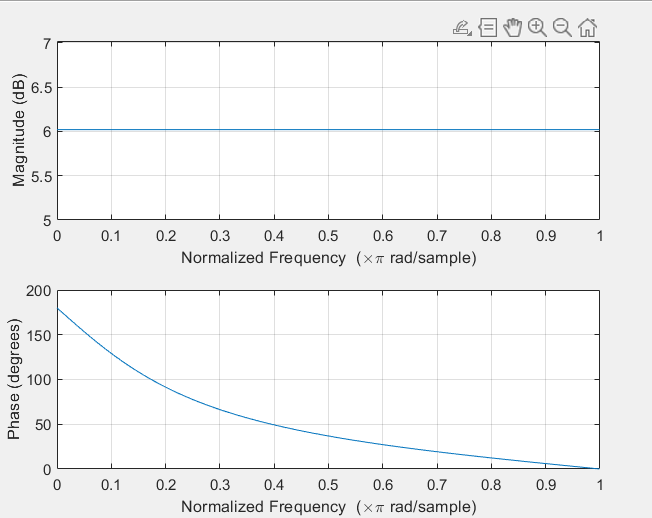 7
6.5
6
5.5
5
Magnitude (dB)
0 0.1 0.2 0.3 0.4 0.5 0.6 0.7 0.8 0.9 1
Normalized Frequency (×π rad/sample)
200
150
100
50
0
Phase (degrees)
0 0.1 0.2 0.3 0.4 0.5 0.6 0.7 0.8 0.9 1
Normalized Frequency (×π rad/sample)